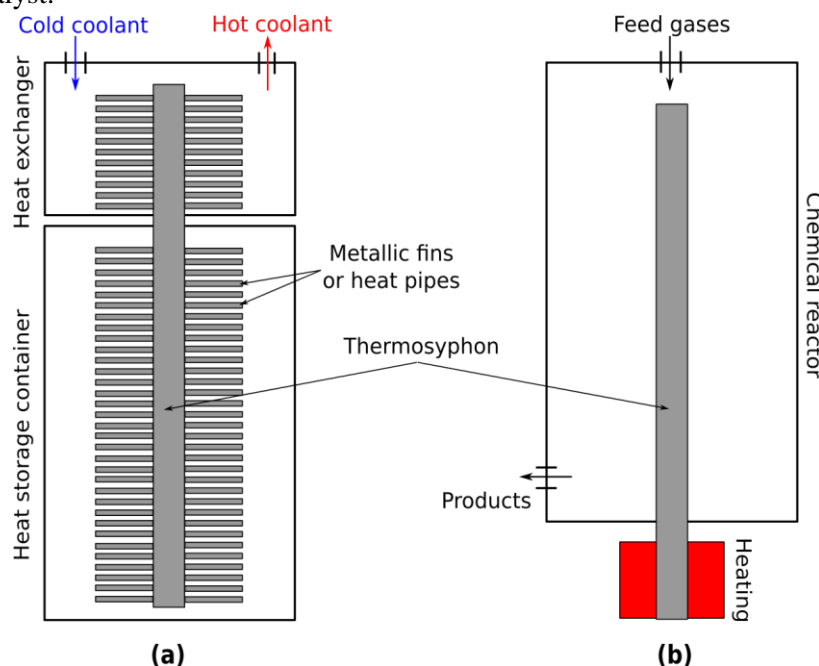 alyst.
Cold coolant
Hot coolant
Heat exchanger
Metallic fins
or heat pipes
Thermosyphon
Heat storage container
(a)
Feed gases
Chemical reactor
Products
Heating
(b)